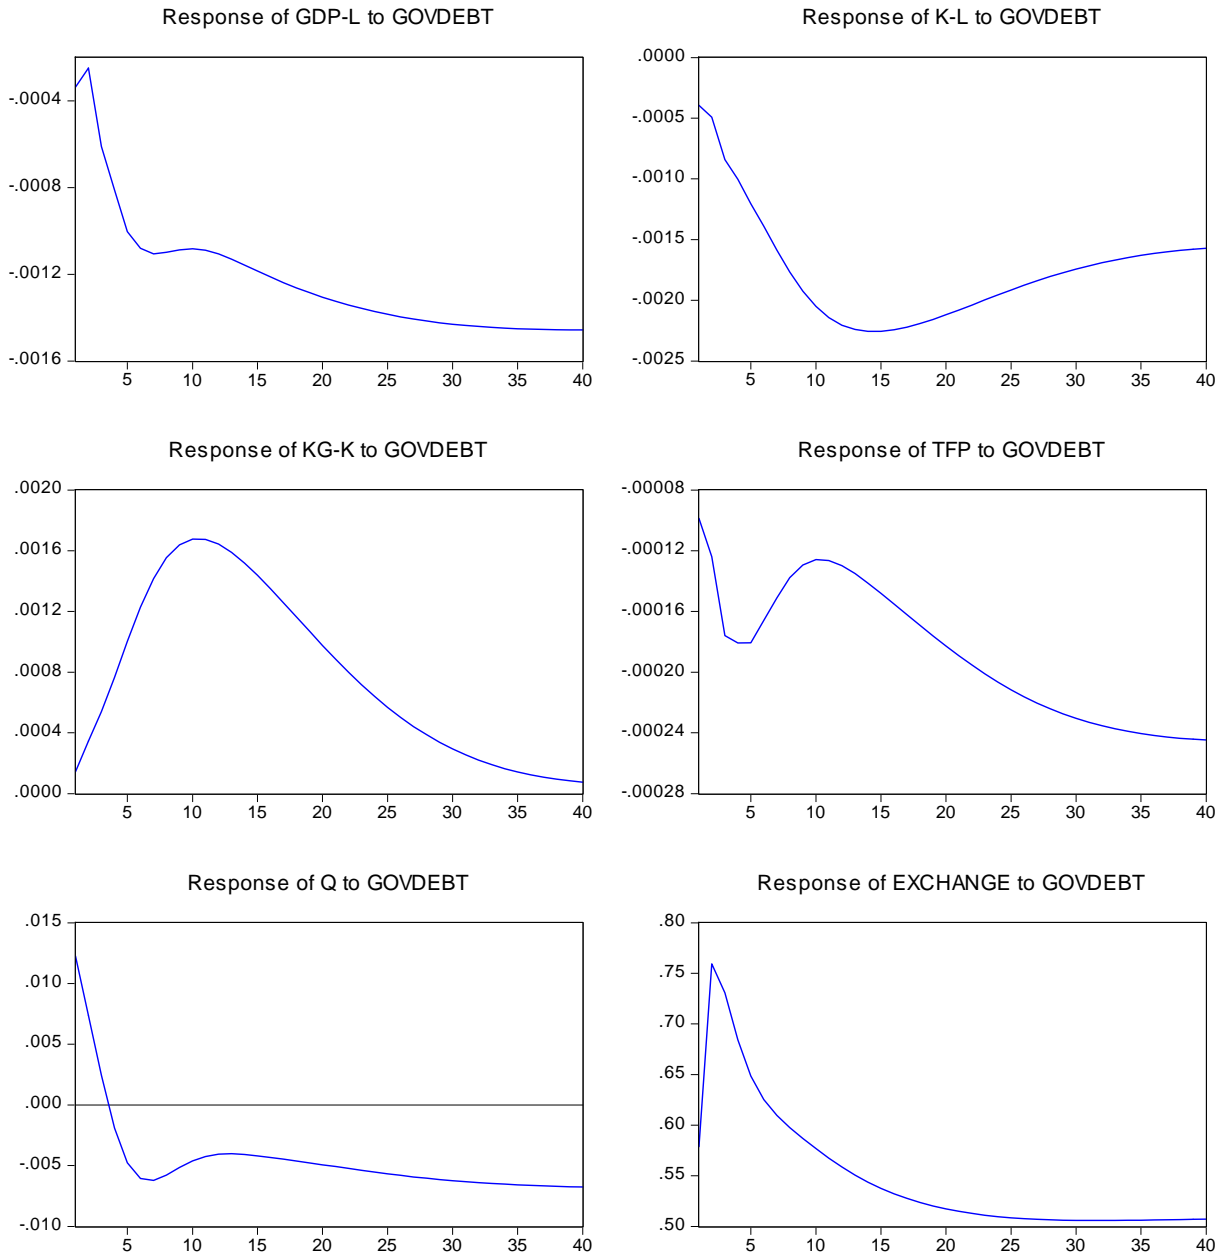 Response of GDP-L to GOVDEBT
-.0004
-.0008
-.0012
-.0016
5 10 15 20 25 30 35 40
Response of K-L to GOVDEBT
.0000
-.0005
-.0010
-.0015
-.0020
-.0025
5 10 15 20 25 30 35 40
Response of KG-K to GOVDEBT
.0020
.0016
.0012
.0008
.0004
.0000
5 10 15 20 25 30 35 40
Response of TFP to GOVDEBT
-.00008
-.00012
-.00016
-.00020
-.00024
-.00028
5 10 15 20 25 30 35 40
Response of Q to GOVDEBT
.015
.010
.005
.000
-.005
-.010
5 10 15 20 25 30 35 40
Response of EXCHANGE to GOVDEBT
.80
.75
.70
.65
.60
.55
.50
5 10 15 20 25 30 35 40